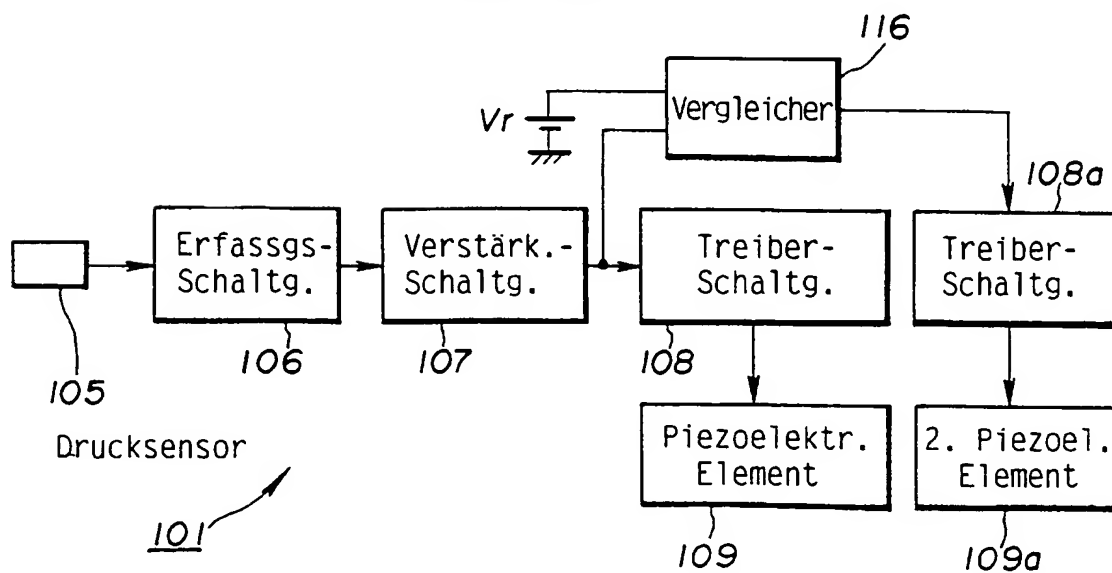 116
Vergleicher
Vr
108a
Erfassgs-
Schaltg.
Verstärk.-
Schaltg.
Treiber-
Schaltg.
Treiber-
Schaltg.
105
106
107
108
Drucksensor
Piezoelektr.
Element
2. Piezoel.
Element
101
109
109a